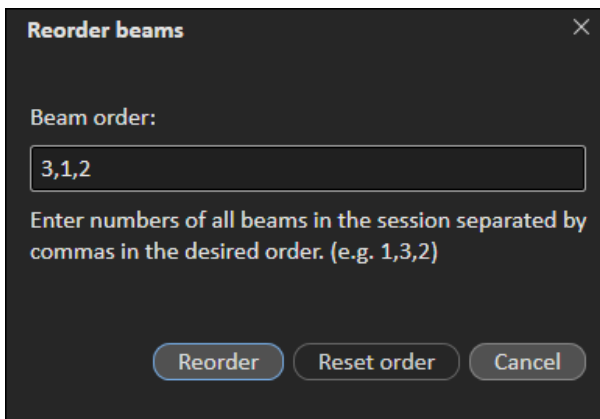 Reorder beams
Beam order:
3,1,2
Enter numbers of all beams in the session separated by
commas in the desired order. (e.g. 1,3,2)
Reorder
Reset order
Cancel